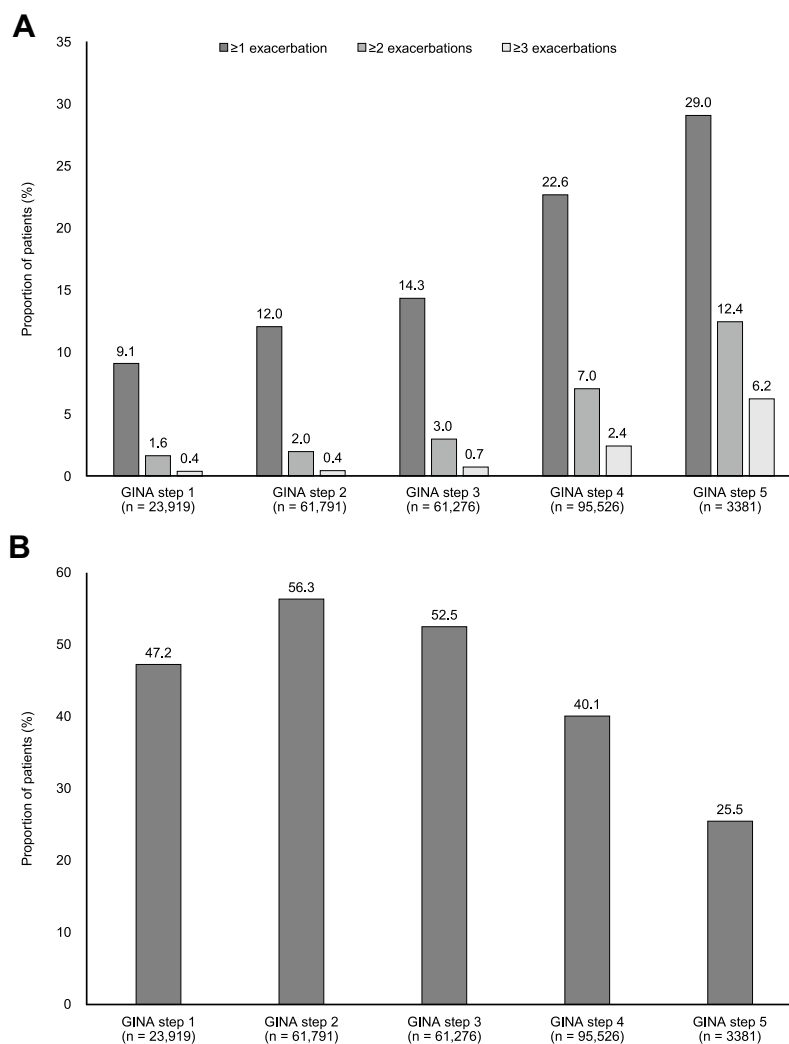 A
≥1 exacerbation ≥2 exacerbations ≥3 exacerbations
Proportion of patients (%)
35
30
25
20
15
10
5
0
9.1 1.6 0.4
12.0 2.0 0.4
14.3 3.0 0.7
22.6 7.0 2.4
29.0 12.4 6.2
GINA step 1 GINA step 2 GINA step 3 GINA step 4 GINA step 5
(n = 23,919) (n = 61,791) (n = 61,276) (n = 95,526) (n = 3381)
B
Proportion of patients (%)
60
50
40
30
20
10
0
47.2 56.3 52.5 40.1 25.5
GINA step 1 GINA step 2 GINA step 3 GINA step 4 GINA step 5
(n = 23,919) (n = 61,791) (n = 61,276) (n = 95,526) (n = 3381)